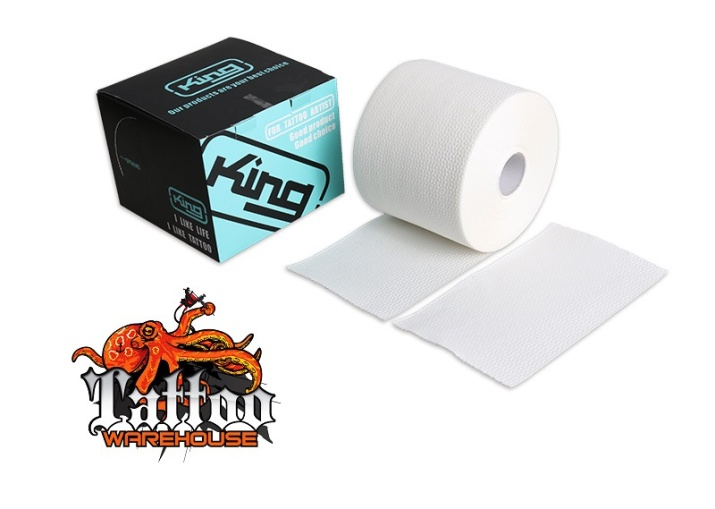 King
Our products are your best choice
FOR TATTOO ARTIST
Good product
Good choice
King
King
I LIKE LIFE
I LIKE TATTOO
Tattoo
WAREHOUSE